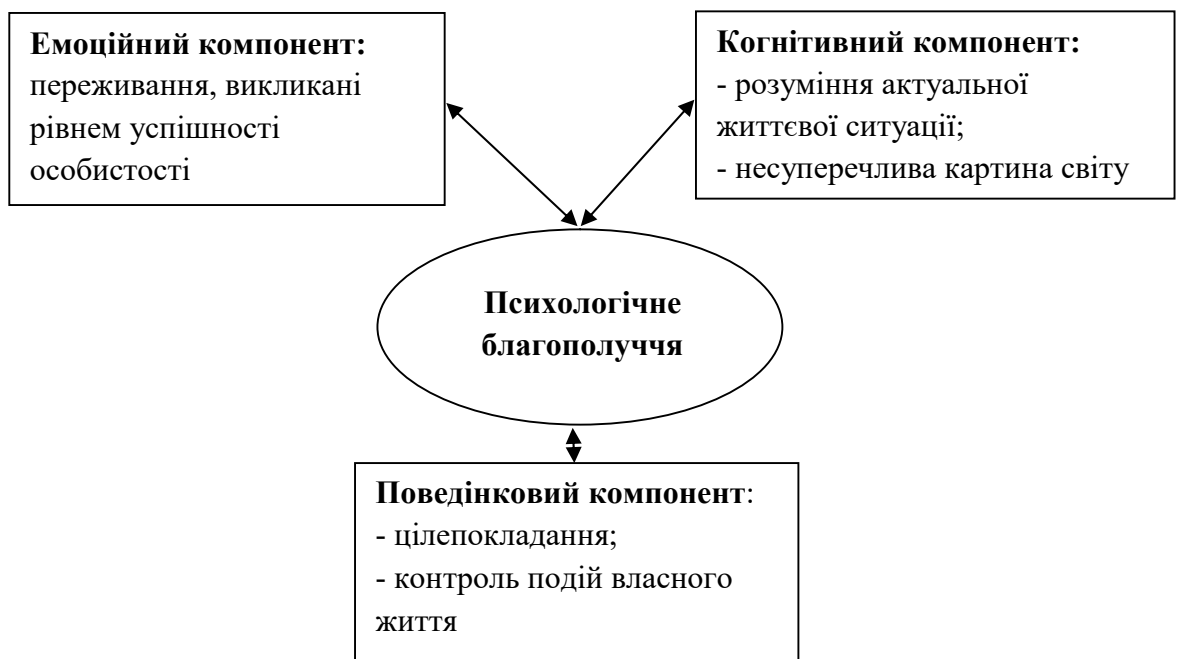 Емоційний компонент:
переживання, викликані
рівнем успішності
особистості
Когнітивний компонент:
- розуміння актуальної
життєвої ситуації;
- несуперечлива картина світу
Психологічне
благополуччя
Поведінковий компонент:
- цілепокладання;
- контроль подій власного
життя